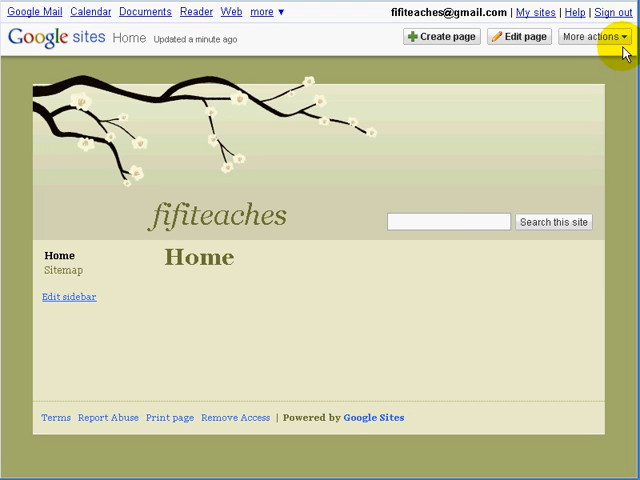 Google Mail Calendar Documents Reader Web more ▼ fifiteaches@gmail.com | My sites | Help | Sign out
Google sites Home Updated a minute ago Create page Edit page More actions
fifiteaches
Search this site
Home
Home
Sitemap
Edit sidebar
Terms Report Abuse Print page Remove Access | Powered by Google Sites